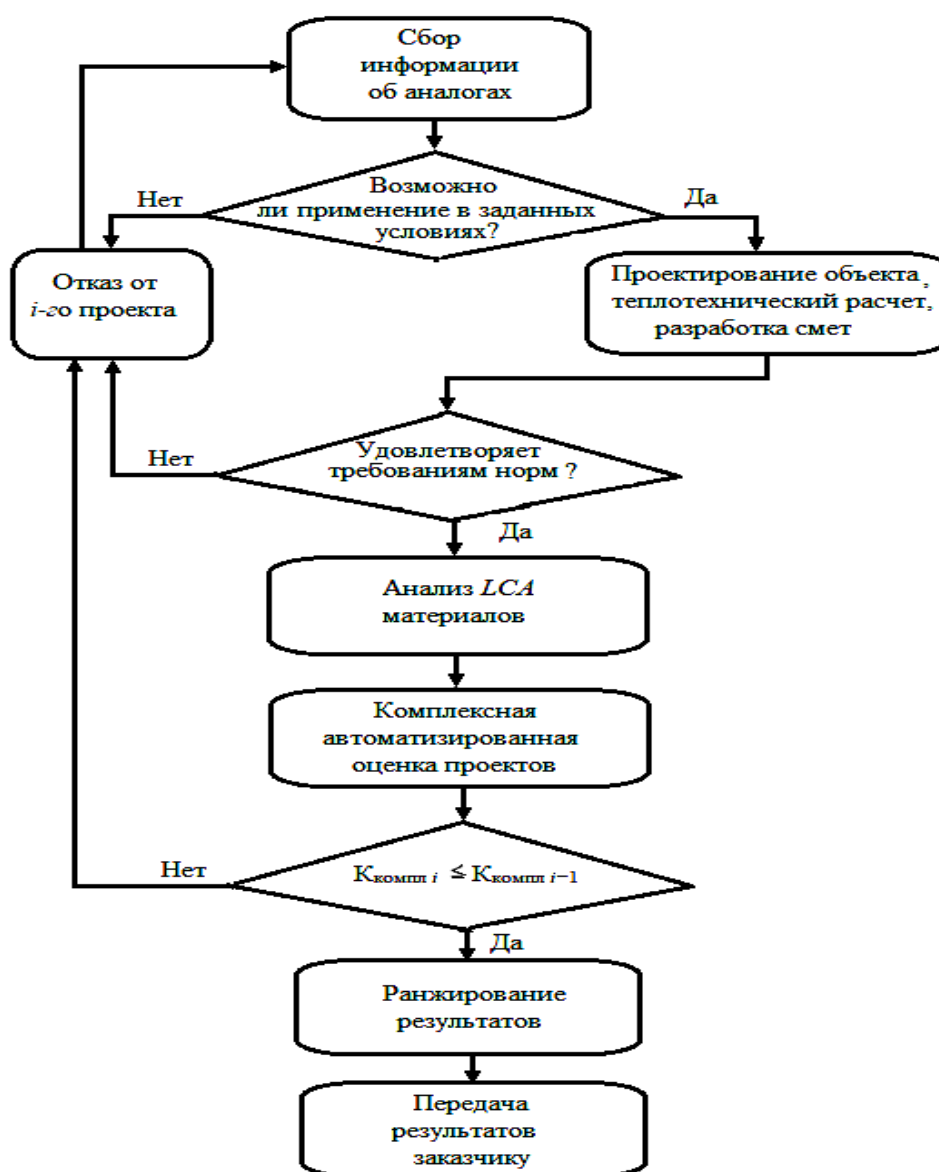 Сбор
информации
об аналогах
Возможно
ли применение в заданных
условиях?
Нет
Да
Отказ от
i-го проекта
Проектирование объекта,
теплотехнический расчет,
разработка смет
Удовлетворяет
требованиям норм ?
Нет
Да
Анализ LCA
материалов
Комплексная
автоматизированная
оценка проектов
Ккомпл i ≤ Ккомпл i−1
Нет
Да
Ранжирование
результатов
Передача
результатов
заказчику